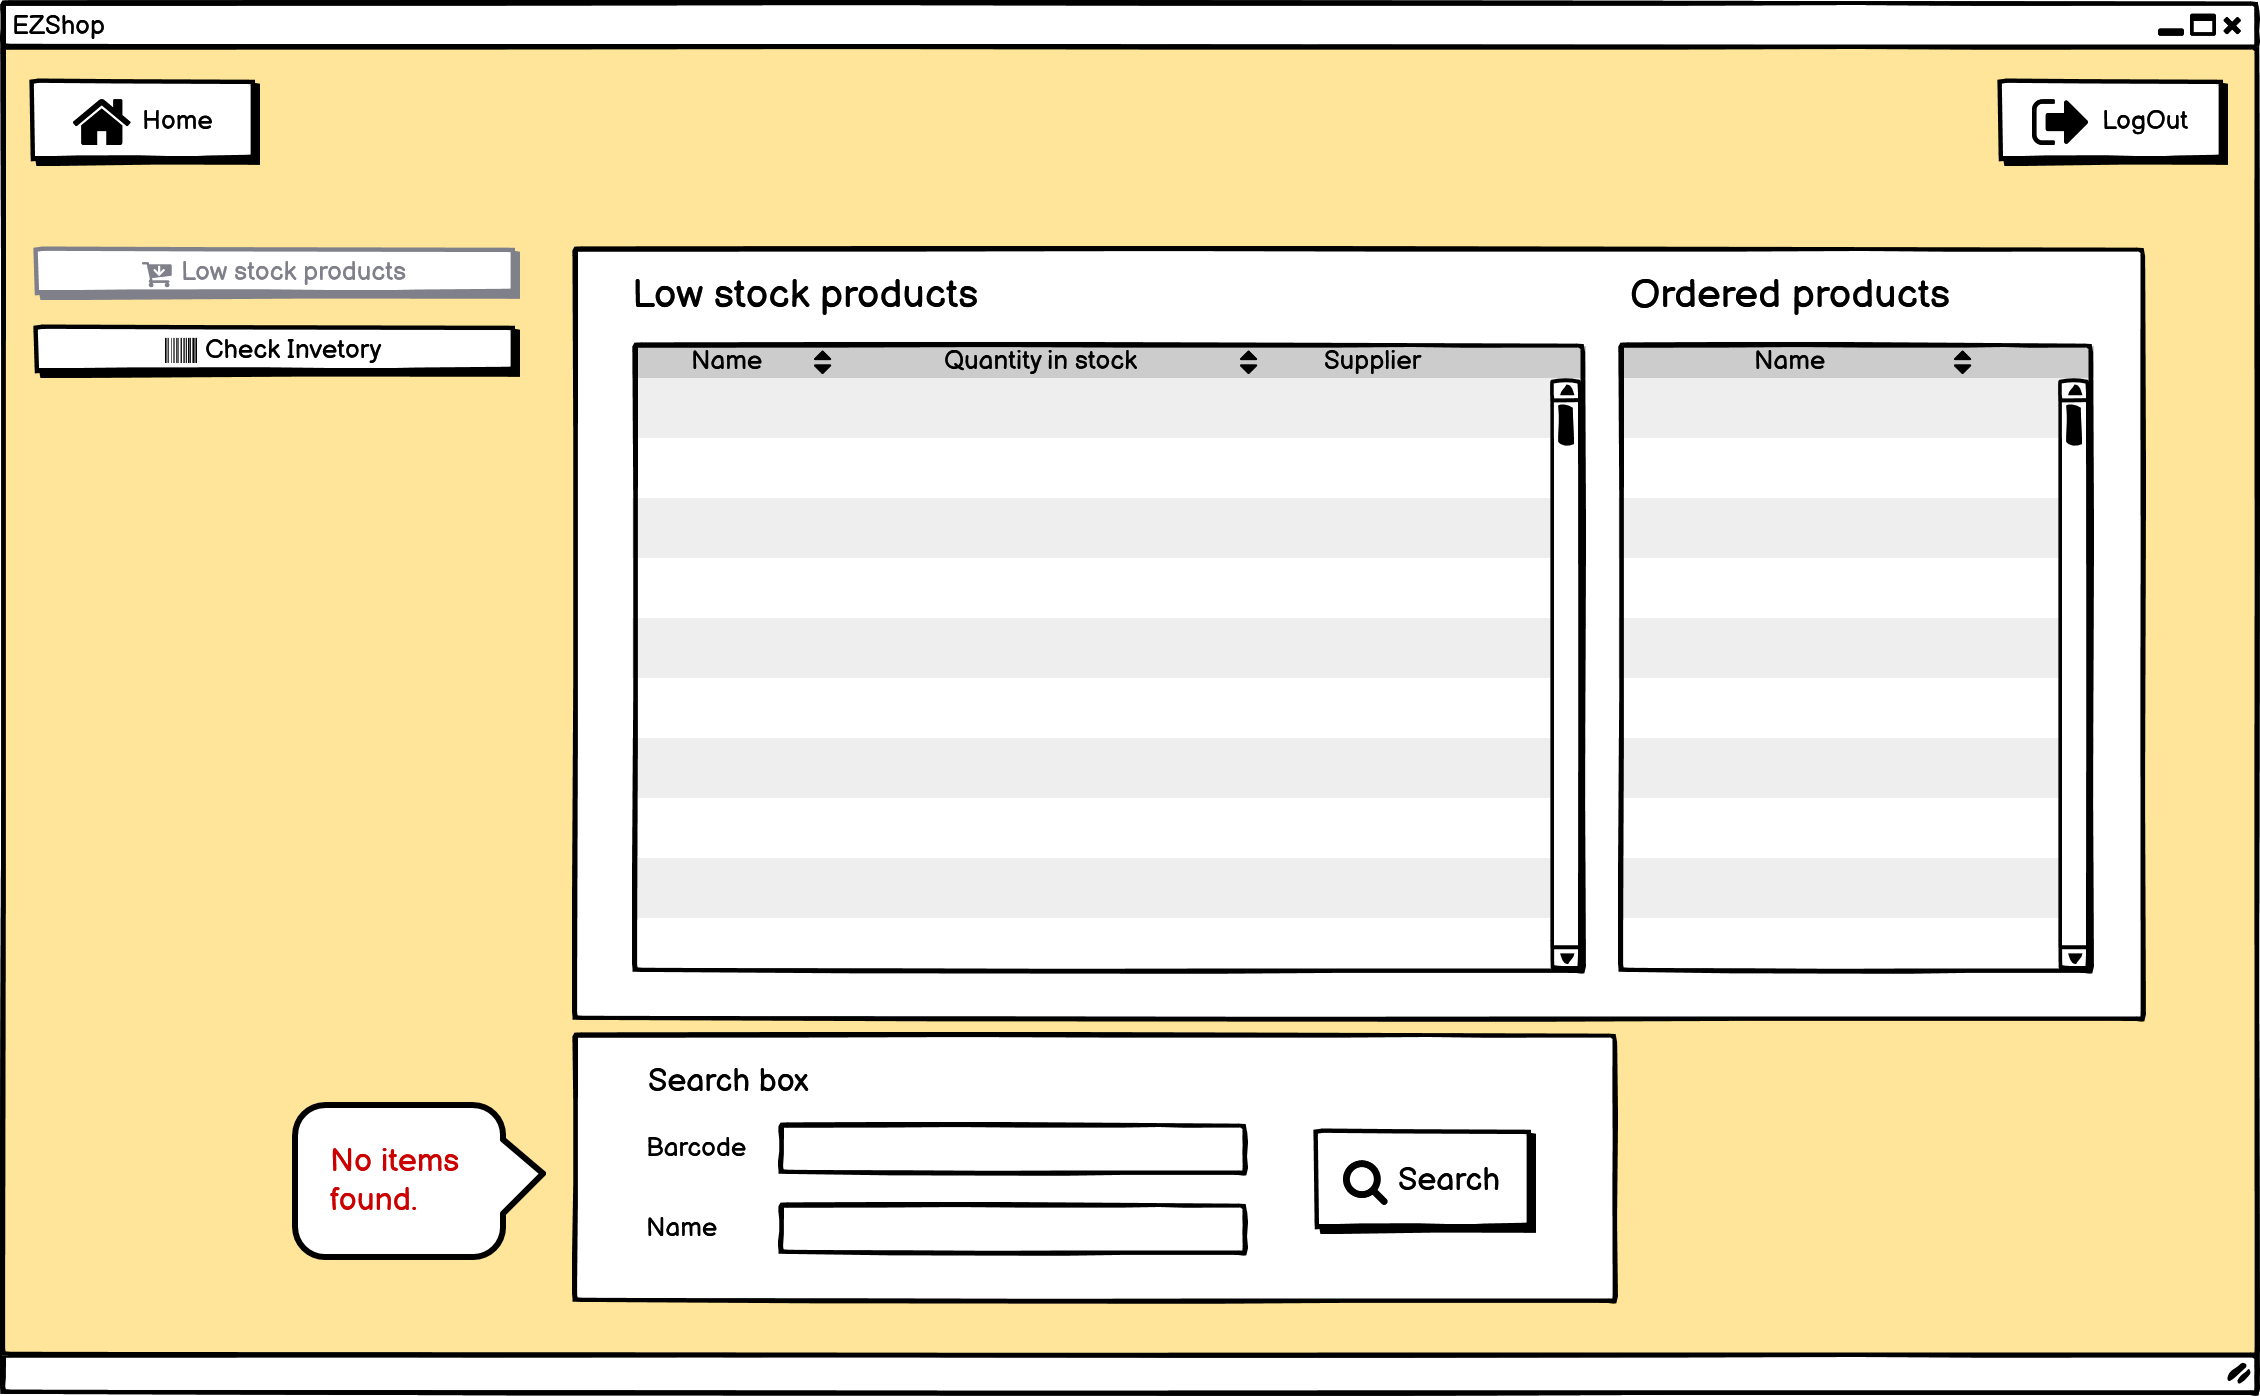 EZShop
Home
LogOut
Low stock products
Check Invetory
Low stock products
Ordered products
Name
Quantity in stock
Supplier
Name
Search box
Barcode
Name
Search
No items
found.